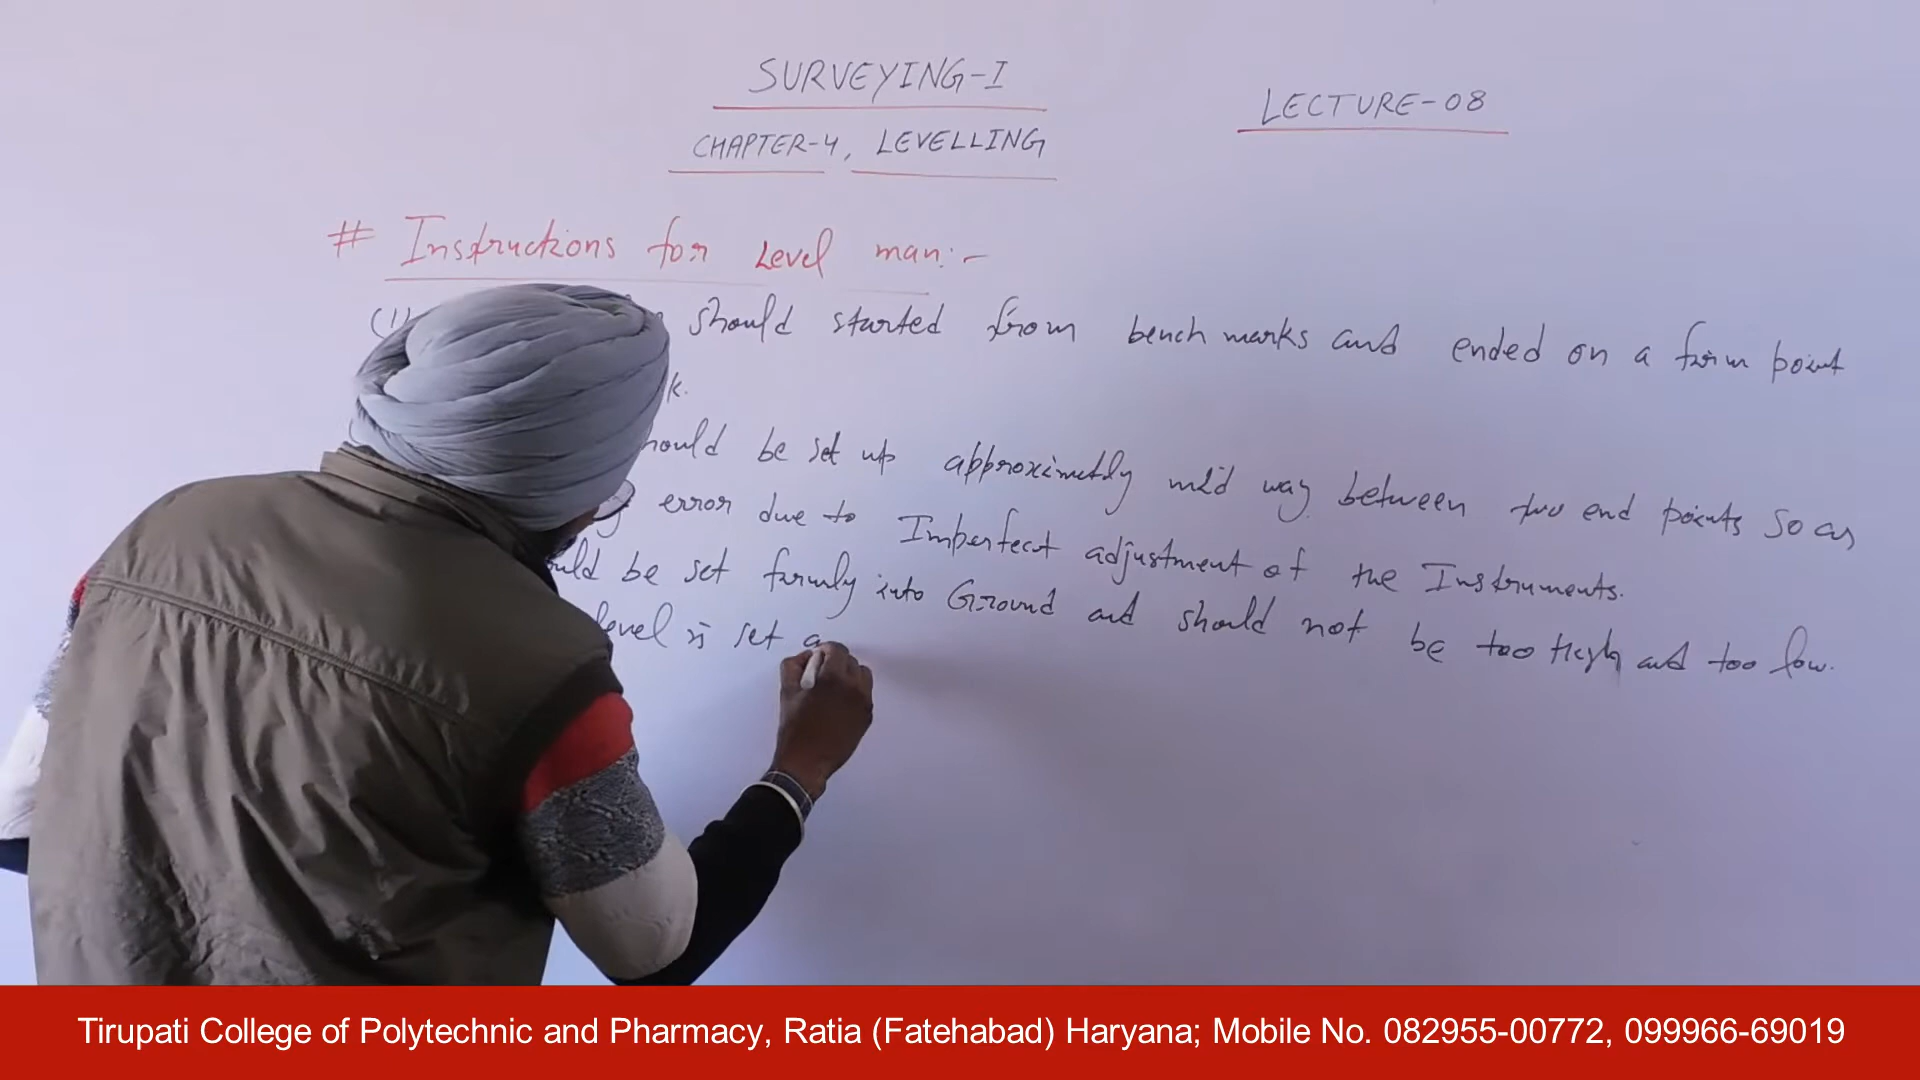 SURVEYING-I
LECTURE-08
CHAPTER-4, LEVELLING
# Instructions for Level man:-
(1) should started from bench marks and ended on a firm point
k.
hould be set up approximetly mid way between two end points so as
error due to Imperfect adjustment of the Instruments.
uld be set firmly into Ground and should not be too High and too low.
level is set a
Tirupati College of Polytechnic and Pharmacy, Ratia (Fatehabad) Haryana; Mobile No. 082955-00772, 099966-69019